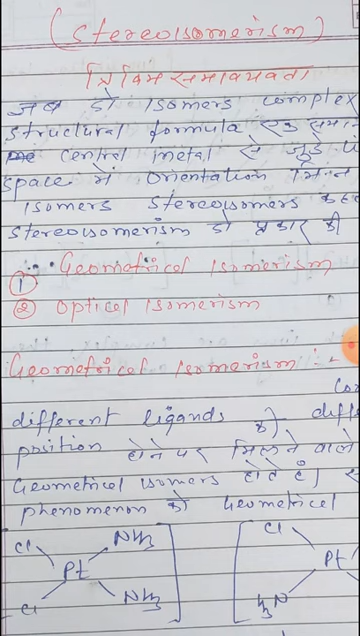 (Stereoisomerism)
त्रिविम समावयवता
जब दो Isomers complex
structural formula एक समान
central metal से जुड़े
space में orientation भिन्न
Isomers stereoisomers
stereoisomerism दो प्रकार की
① Geometrical Isomerism
② Optical Isomerism
Geometrical Isomerism :-
different ligands की diffe
position होने पर मिलने वाले
Geometrical isomers होते हैं।
phenomenon को Geometrical
Cl NH3 Cl
Pt Pt
Cl NH3 H3N